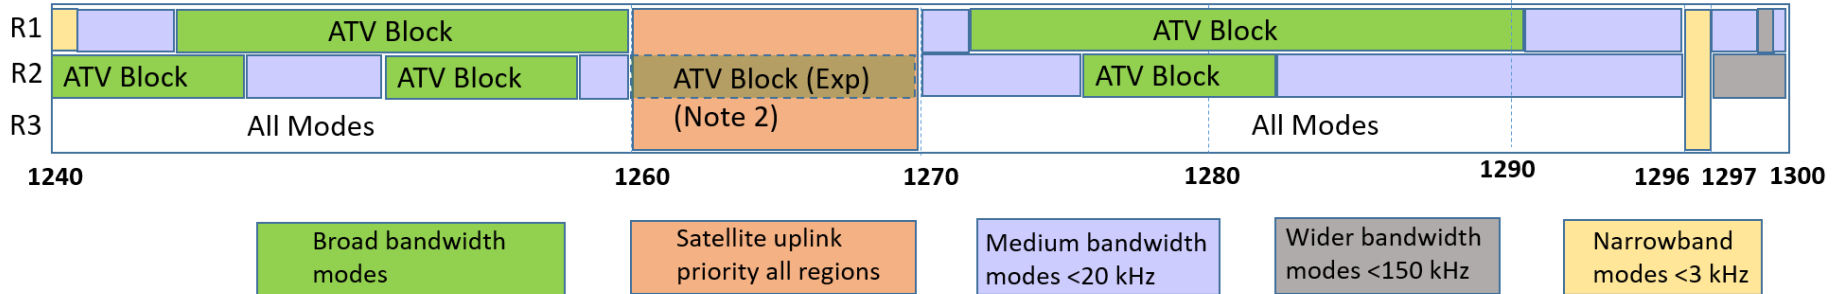 R1
ATV Block
ATV Block
R2
ATV Block
ATV Block
ATV Block (Exp)
(Note 2)
ATV Block
R3
All Modes
All Modes
1240
1260
1270
1280
1290
1296
1297
1300
Broad bandwidth
modes
Satellite uplink
priority all regions
Medium bandwidth
modes <20 kHz
Wider bandwidth
modes <150 kHz
Narrowband
modes <3 kHz